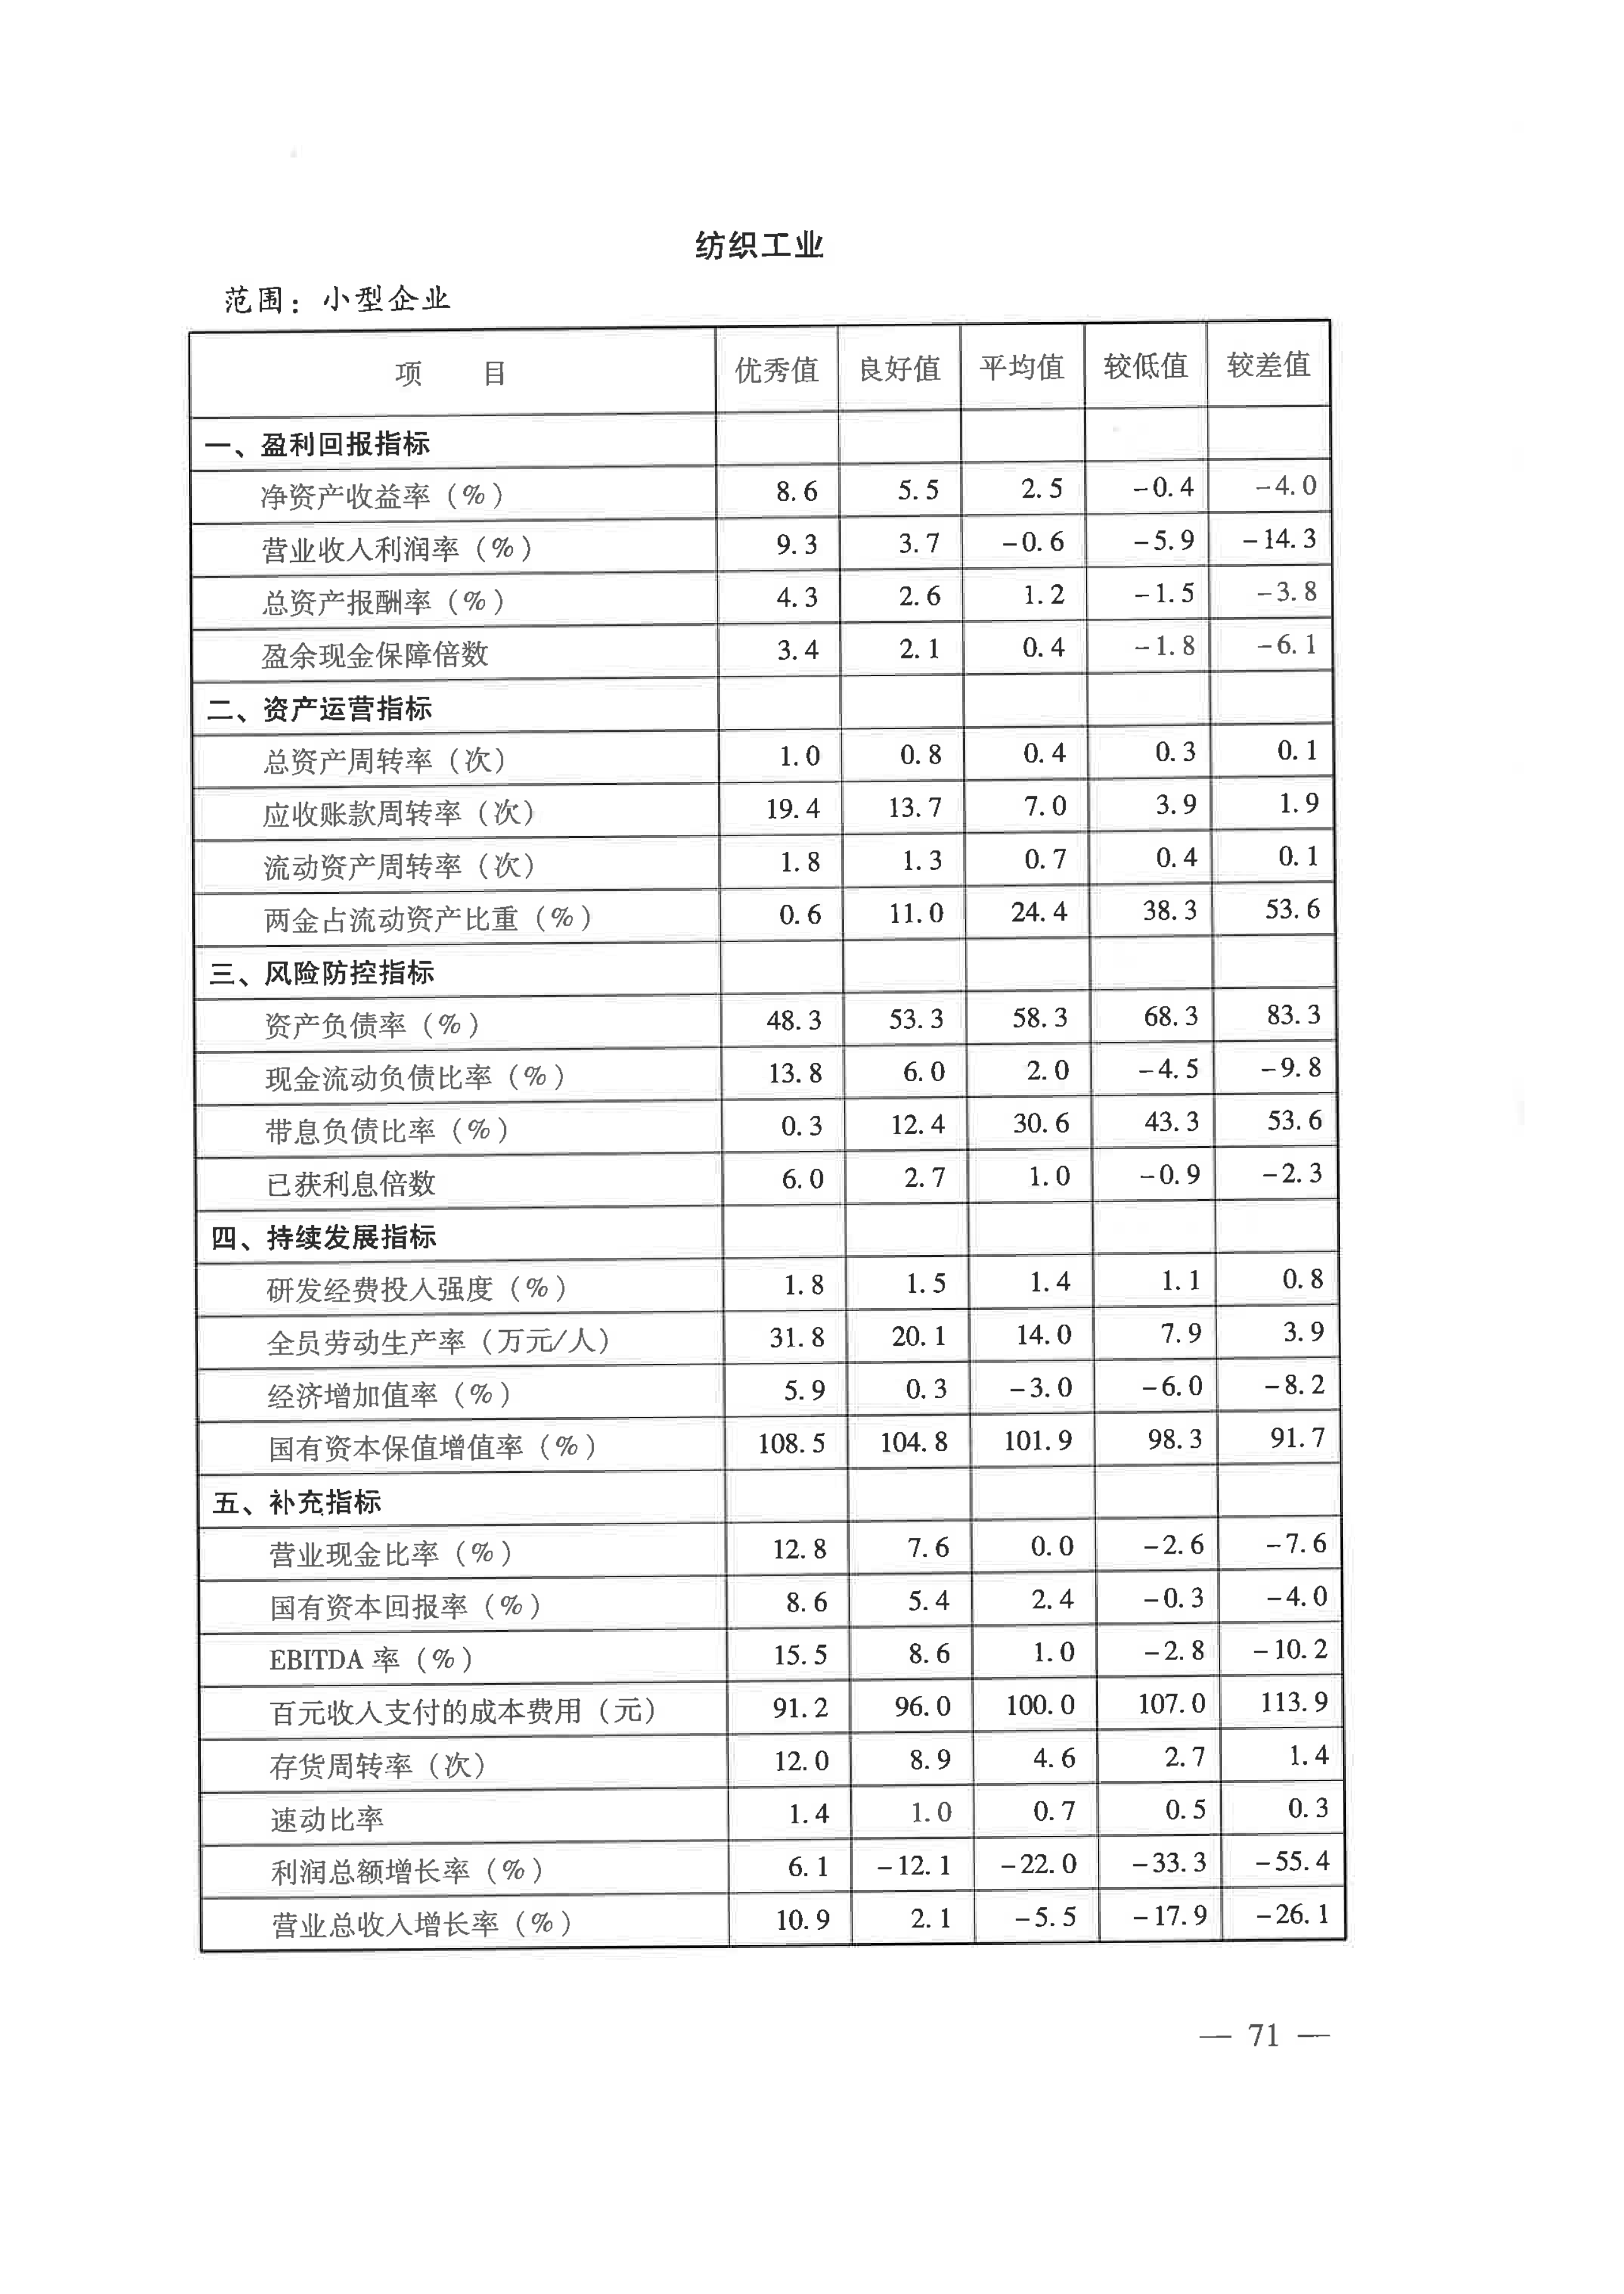 纺织工业
范围：小型企业
项 目 优秀值 良好值 平均值 较低值 较差值
一、盈利回报指标
净资产收益率（%） 8.6 5.5 2.5 -0.4 -4.0
营业收入利润率（%） 9.3 3.7 -0.6 -5.9 -14.3
总资产报酬率（%） 4.3 2.6 1.2 -1.5 -3.8
盈余现金保障倍数 3.4 2.1 0.4 -1.8 -6.1
二、资产运营指标
总资产周转率（次） 1.0 0.8 0.4 0.3 0.1
应收账款周转率（次） 19.4 13.7 7.0 3.9 1.9
流动资产周转率（次） 1.8 1.3 0.7 0.4 0.1
两金占流动资产比重（%） 0.6 11.0 24.4 38.3 53.6
三、风险防控指标
资产负债率（%） 48.3 53.3 58.3 68.3 83.3
现金流动负债比率（%） 13.8 6.0 2.0 -4.5 -9.8
带息负债比率（%） 0.3 12.4 30.6 43.3 53.6
已获利息倍数 6.0 2.7 1.0 -0.9 -2.3
四、持续发展指标
研发经费投入强度（%） 1.8 1.5 1.4 1.1 0.8
全员劳动生产率（万元/人） 31.8 20.1 14.0 7.9 3.9
经济增加值率（%） 5.9 0.3 -3.0 -6.0 -8.2
国有资本保值增值率（%） 108.5 104.8 101.9 98.3 91.7
五、补充指标
营业现金比率（%） 12.8 7.6 0.0 -2.6 -7.6
国有资本回报率（%） 8.6 5.4 2.4 -0.3 -4.0
EBITDA 率（%） 15.5 8.6 1.0 -2.8 -10.2
百元收入支付的成本费用（元） 91.2 96.0 100.0 107.0 113.9
存货周转率（次） 12.0 8.9 4.6 2.7 1.4
速动比率 1.4 1.0 0.7 0.5 0.3
利润总额增长率（%） 6.1 -12.1 -22.0 -33.3 -55.4
营业总收入增长率（%） 10.9 2.1 -5.5 -17.9 -26.1
— 71 —